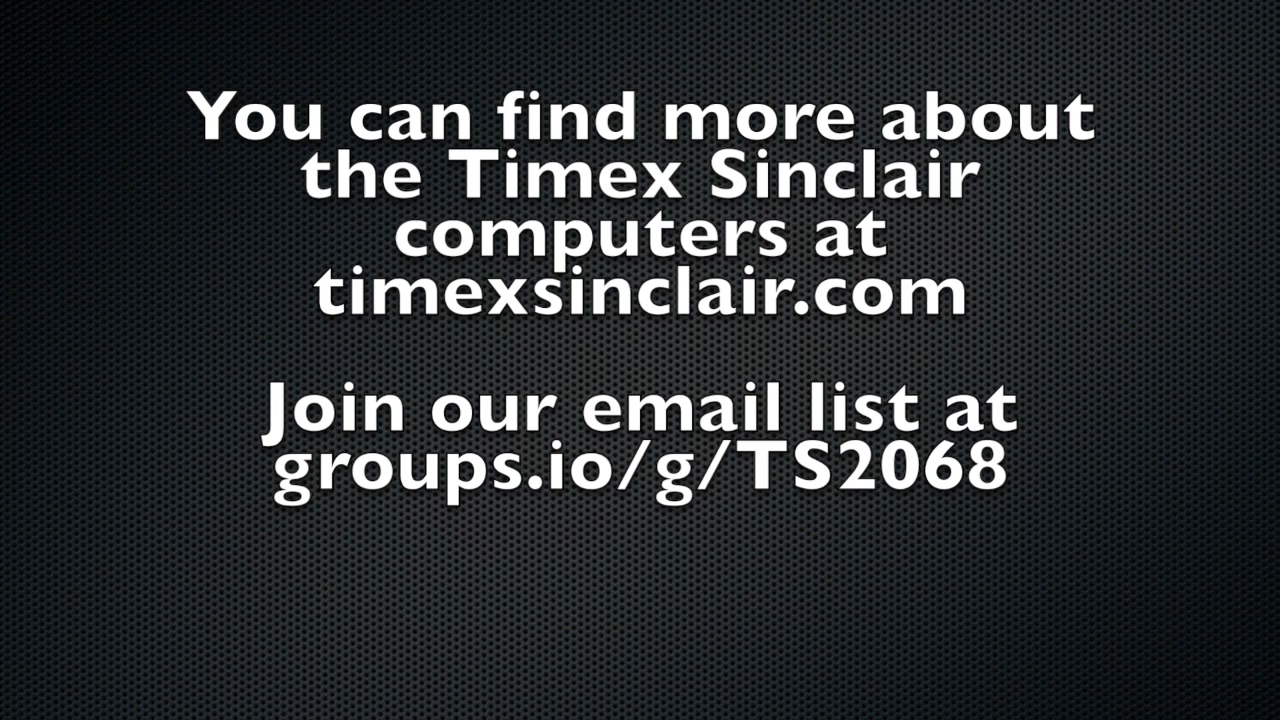 You can find more about
the Timex Sinclair
computers at
timexsinclair.com
Join our email list at
groups.io/g/TS2068